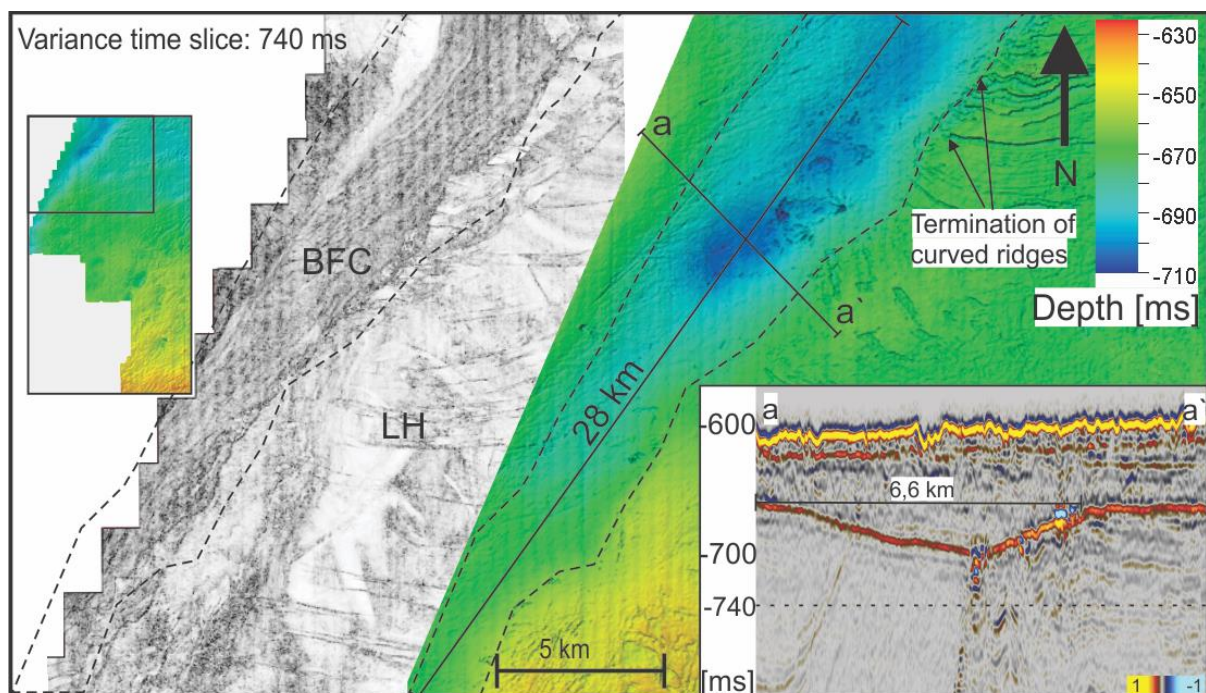 Variance time slice: 740 ms
BFC
LH
a
a`
28 km
5 km
N
Termination of
curved ridges
-630
-650
-670
-690
-710
Depth [ms]
a
a`
-600
6,6 km
-700
-740
[ms]
1
-1